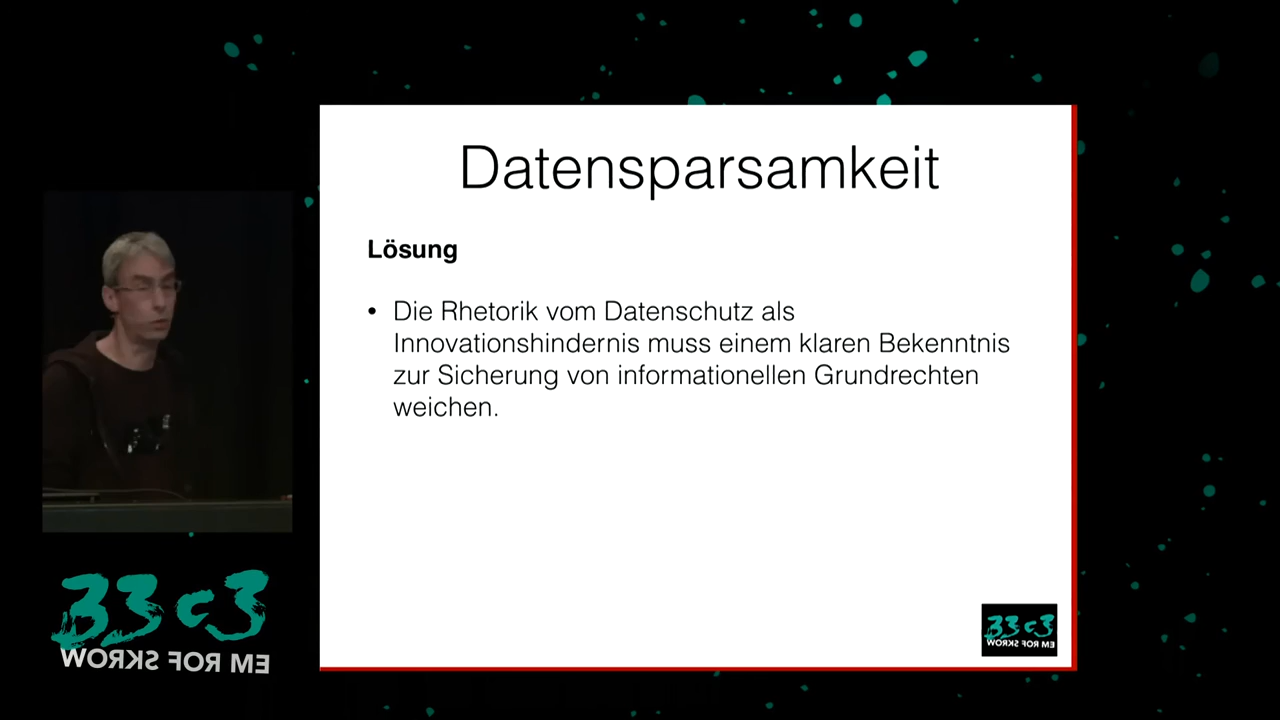 Datensparsamkeit
Lösung
• Die Rhetorik vom Datenschutz als
Innovationshindernis muss einem klaren Bekenntnis
zur Sicherung von informationellen Grundrechten
weichen.
33c3
WORKS FOR ME
33c3
WORKS FOR ME